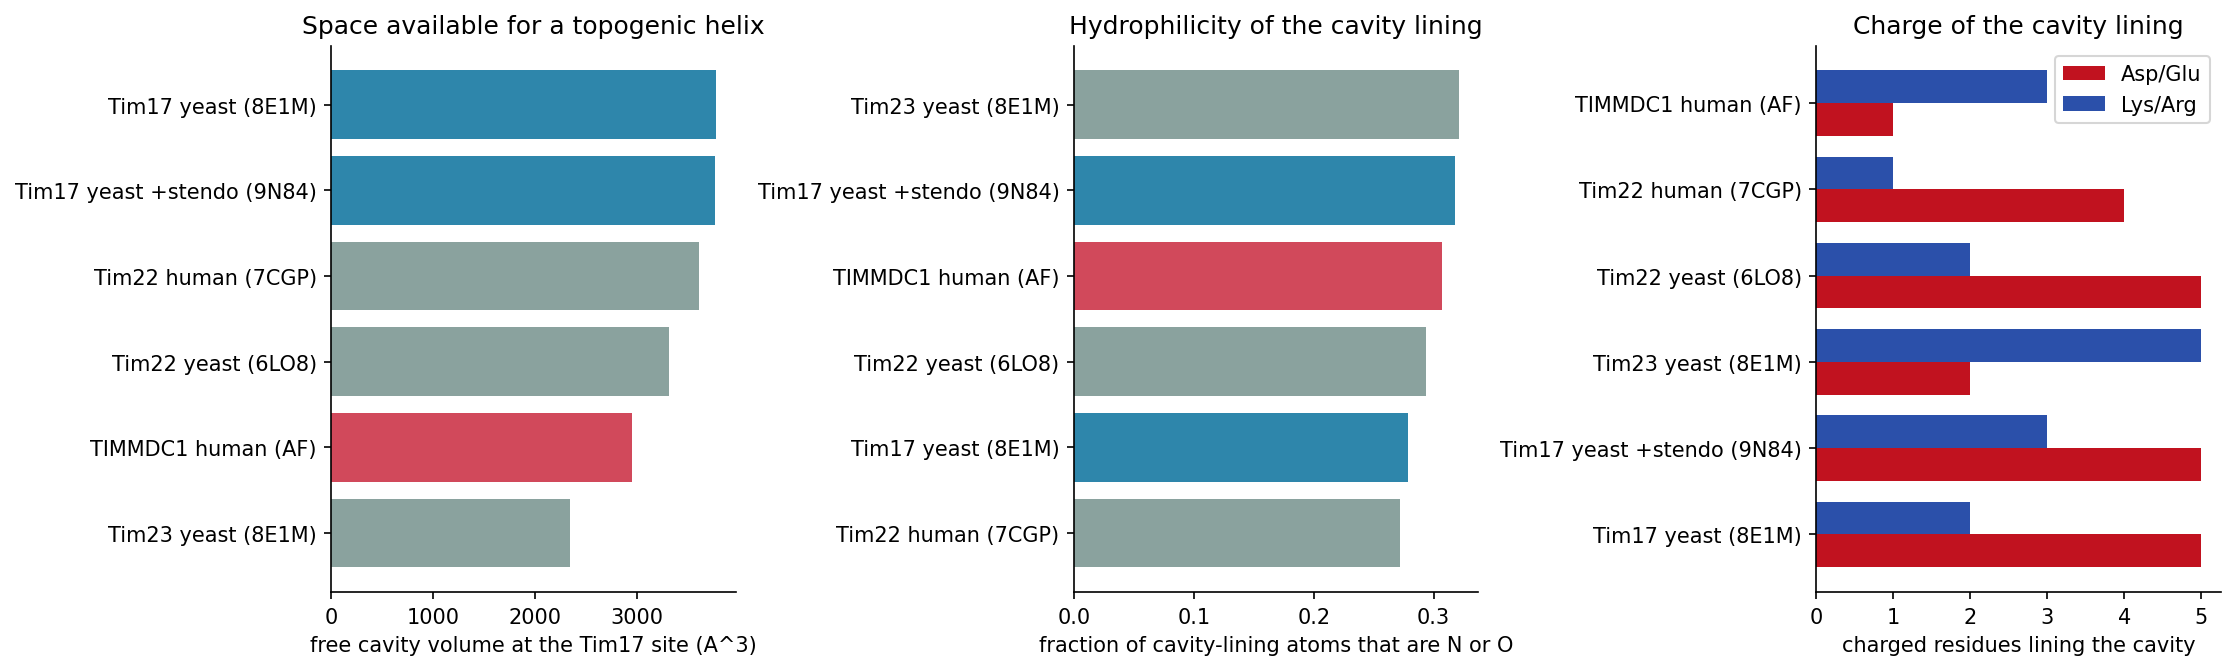 Space available for a topogenic helix
Tim17 yeast (8E1M)
Tim17 yeast +stendo (9N84)
Tim22 human (7CGP)
Tim22 yeast (6LO8)
TIMMDC1 human (AF)
Tim23 yeast (8E1M)
0 1000 2000 3000
free cavity volume at the Tim17 site (A^3)
Hydrophilicity of the cavity lining
Tim23 yeast (8E1M)
Tim17 yeast +stendo (9N84)
TIMMDC1 human (AF)
Tim22 yeast (6LO8)
Tim17 yeast (8E1M)
Tim22 human (7CGP)
0.0 0.1 0.2 0.3
fraction of cavity-lining atoms that are N or O
Charge of the cavity lining
Asp/Glu
Lys/Arg
TIMMDC1 human (AF)
Tim22 human (7CGP)
Tim22 yeast (6LO8)
Tim23 yeast (8E1M)
Tim17 yeast +stendo (9N84)
Tim17 yeast (8E1M)
0 1 2 3 4 5
charged residues lining the cavity